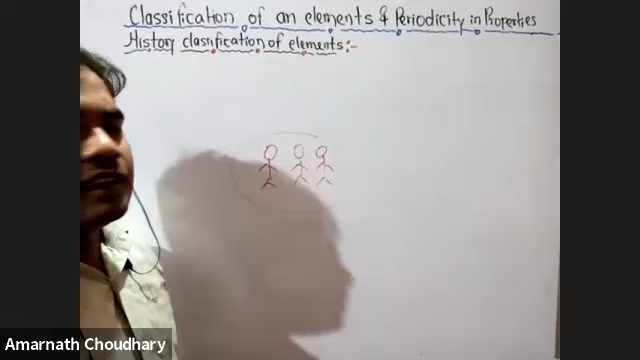 Classification of an elements & Periodicity in Properties
History classification of elements:-
Amarnath Choudhary